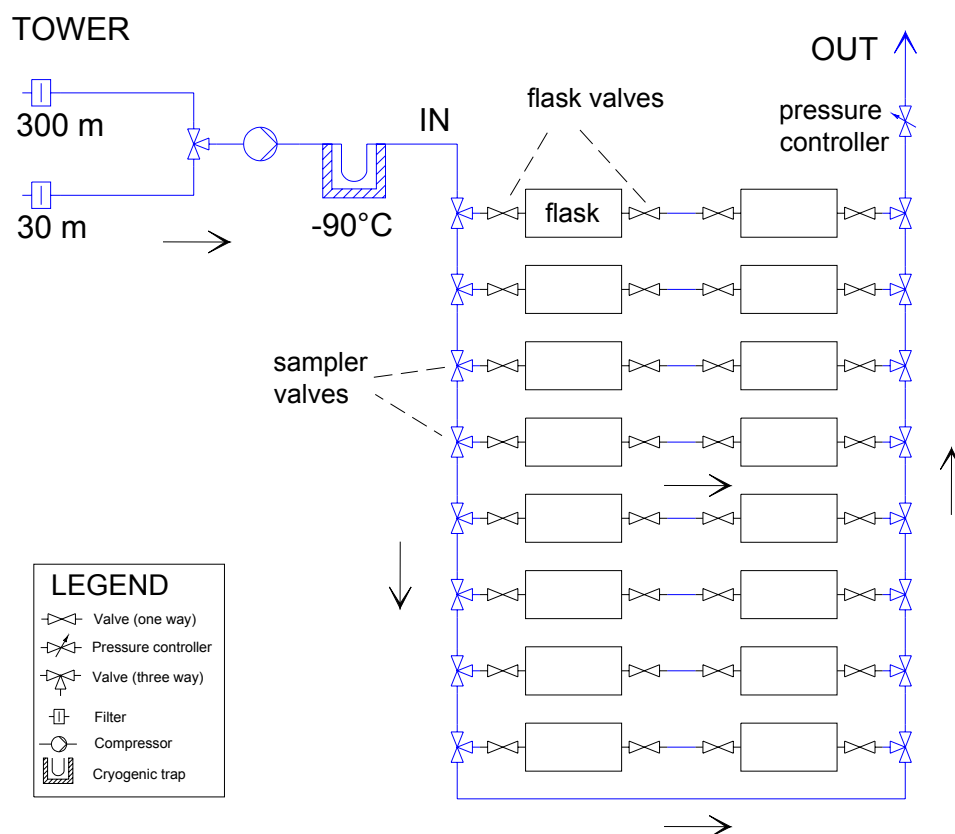 TOWER
OUT
300 m
IN
flask valves
pressure
controller
30 m
-90°C
flask
sampler
valves
LEGEND
Valve (one way)
Pressure controller
Valve (three way)
Filter
Compressor
Cryogenic trap